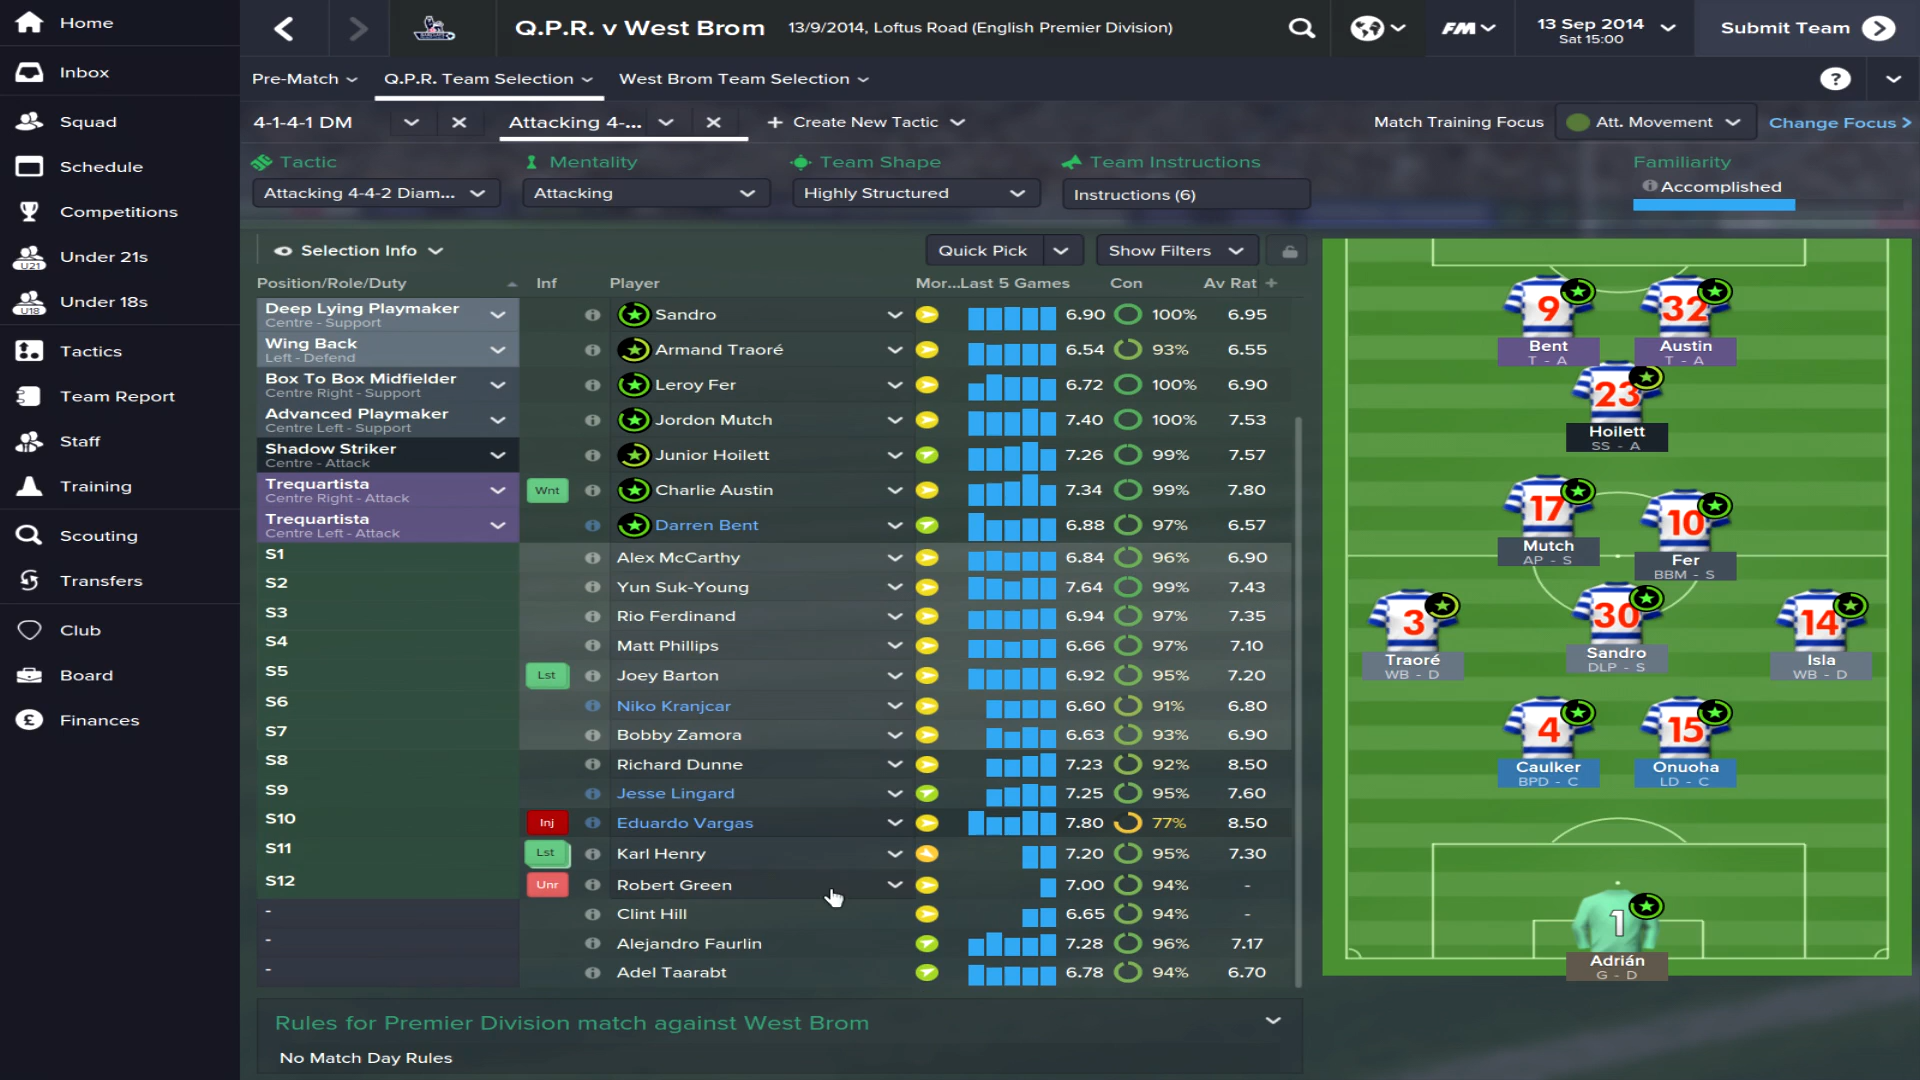 Home
Inbox
Squad
Schedule
Competitions
U21
Under 21s
U18
Under 18s
Tactics
Team Report
Staff
Training
Scouting
Transfers
Club
Board
£
Finances
Q.P.R. v West Brom
13/9/2014, Loftus Road (English Premier Division)
FM
13 Sep 2014
Sat 15:00
Submit Team
Pre-Match
Q.P.R. Team Selection
West Brom Team Selection
?
4-1-4-1 DM
Attacking 4-...
Create New Tactic
Match Training Focus
Att. Movement
Change Focus >
Tactic
Mentality
Team Shape
Team Instructions
Familiarity
Attacking 4-4-2 Diam...
Attacking
Highly Structured
Instructions (6)
Accomplished
Selection Info
Quick Pick
Show Filters
Position/Role/Duty Inf Player Mor... Last 5 Games Con Av Rat +
Deep Lying Playmaker
Centre - Support
Sandro 6.90 100% 6.95
Wing Back
Left - Defend
Armand Traoré 6.54 93% 6.55
Box To Box Midfielder
Centre Right - Support
Leroy Fer 6.72 100% 6.90
Advanced Playmaker
Centre Left - Support
Jordon Mutch 7.40 100% 7.53
Shadow Striker
Centre - Attack
Junior Hoilett 7.26 99% 7.57
Trequartista
Centre Right - Attack
Wnt Charlie Austin 7.34 99% 7.80
Trequartista
Centre Left - Attack
Darren Bent 6.88 97% 6.57
S1 Alex McCarthy 6.84 96% 6.90
S2 Yun Suk-Young 7.64 99% 7.43
S3 Rio Ferdinand 6.94 97% 7.35
S4 Matt Phillips 6.66 97% 7.10
S5 Lst Joey Barton 6.92 95% 7.20
S6 Niko Kranjcar 6.60 91% 6.80
S7 Bobby Zamora 6.63 93% 6.90
S8 Richard Dunne 7.23 92% 8.50
S9 Jesse Lingard 7.25 95% 7.60
S10 Inj Eduardo Vargas 7.80 77% 8.50
S11 Lst Karl Henry 7.20 95% 7.30
S12 Unr Robert Green 7.00 94% -
- Clint Hill 6.65 94% -
- Alejandro Faurlin 7.28 96% 7.17
- Adel Taarabt 6.78 94% 6.70
Rules for Premier Division match against West Brom
No Match Day Rules
9
Bent
T - A
32
Austin
T - A
23
Hoilett
SS - A
17
Mutch
AP - S
10
Fer
BBM - S
3
Traoré
WB - D
30
Sandro
DLP - S
14
Isla
WB - D
4
Caulker
BPD - C
15
Onuoha
LD - C
1
Adrián
G - D